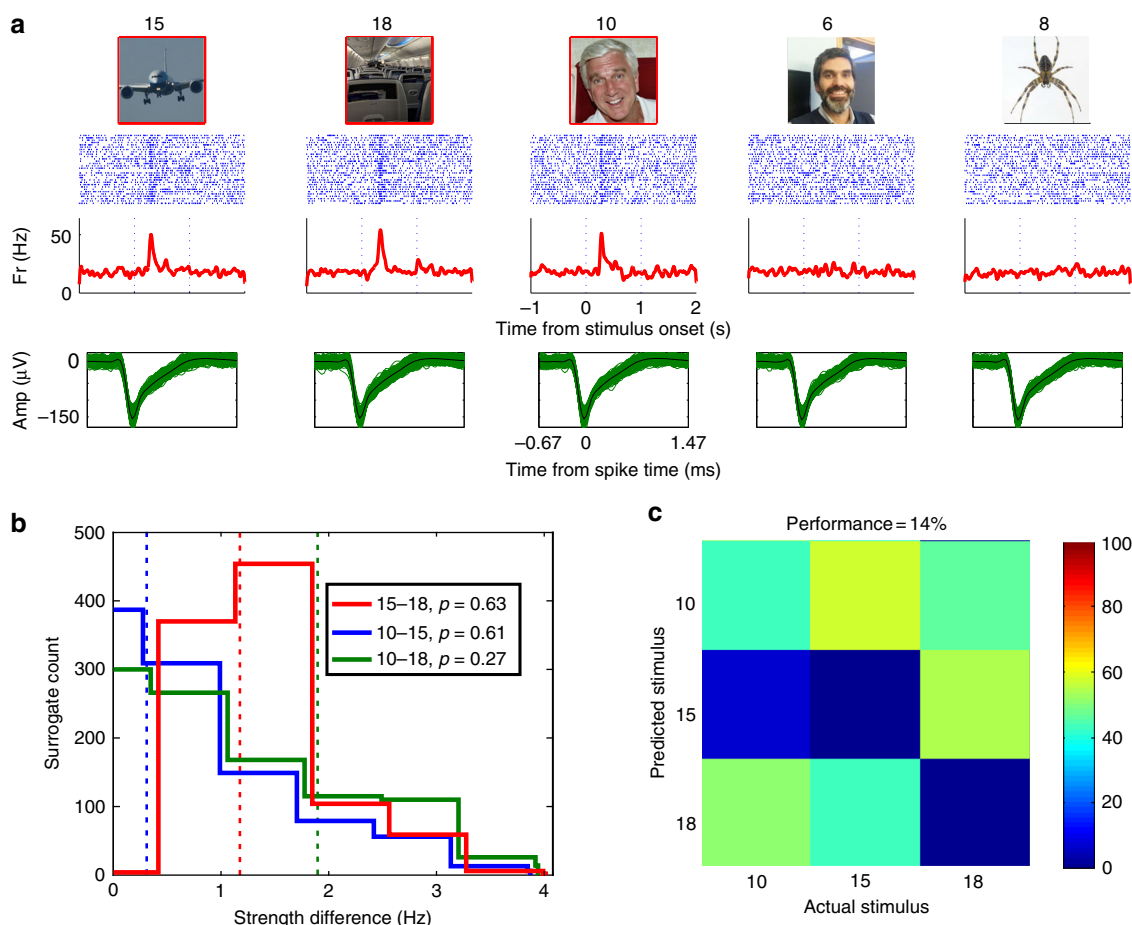 a
15 18 10 6 8
Fr (Hz)
50
0
−1 0 1 2
Time from stimulus onset (s)
Amp (μV)
0
−150
−0.67 0 1.47
Time from spike time (ms)
b
500
400
300
200
100
0
Surrogate count
15–18, p = 0.63
10–15, p = 0.61
10–18, p = 0.27
0 1 2 3 4
Strength difference (Hz)
c
Performance = 14%
Predicted stimulus
10
15
18
10 15 18
Actual stimulus
100
80
60
40
20
0